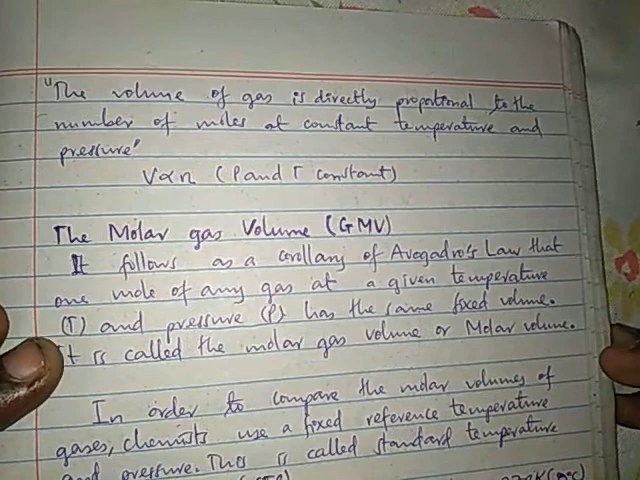 "The volume of gas is directly proportional to the
number of moles at constant temperature and
pressure"
V∝n (P and T constant)
The Molar gas Volume (GMV)
It follows as a corollary of Avogadro's Law that
one mole of any gas at a given temperature
(T) and pressure (P) has the same fixed volume.
It is called the molar gas volume or Molar volume.
In order to compare the molar volumes of
gases, chemists use a fixed reference temperature
and pressure. This is called standard temperature